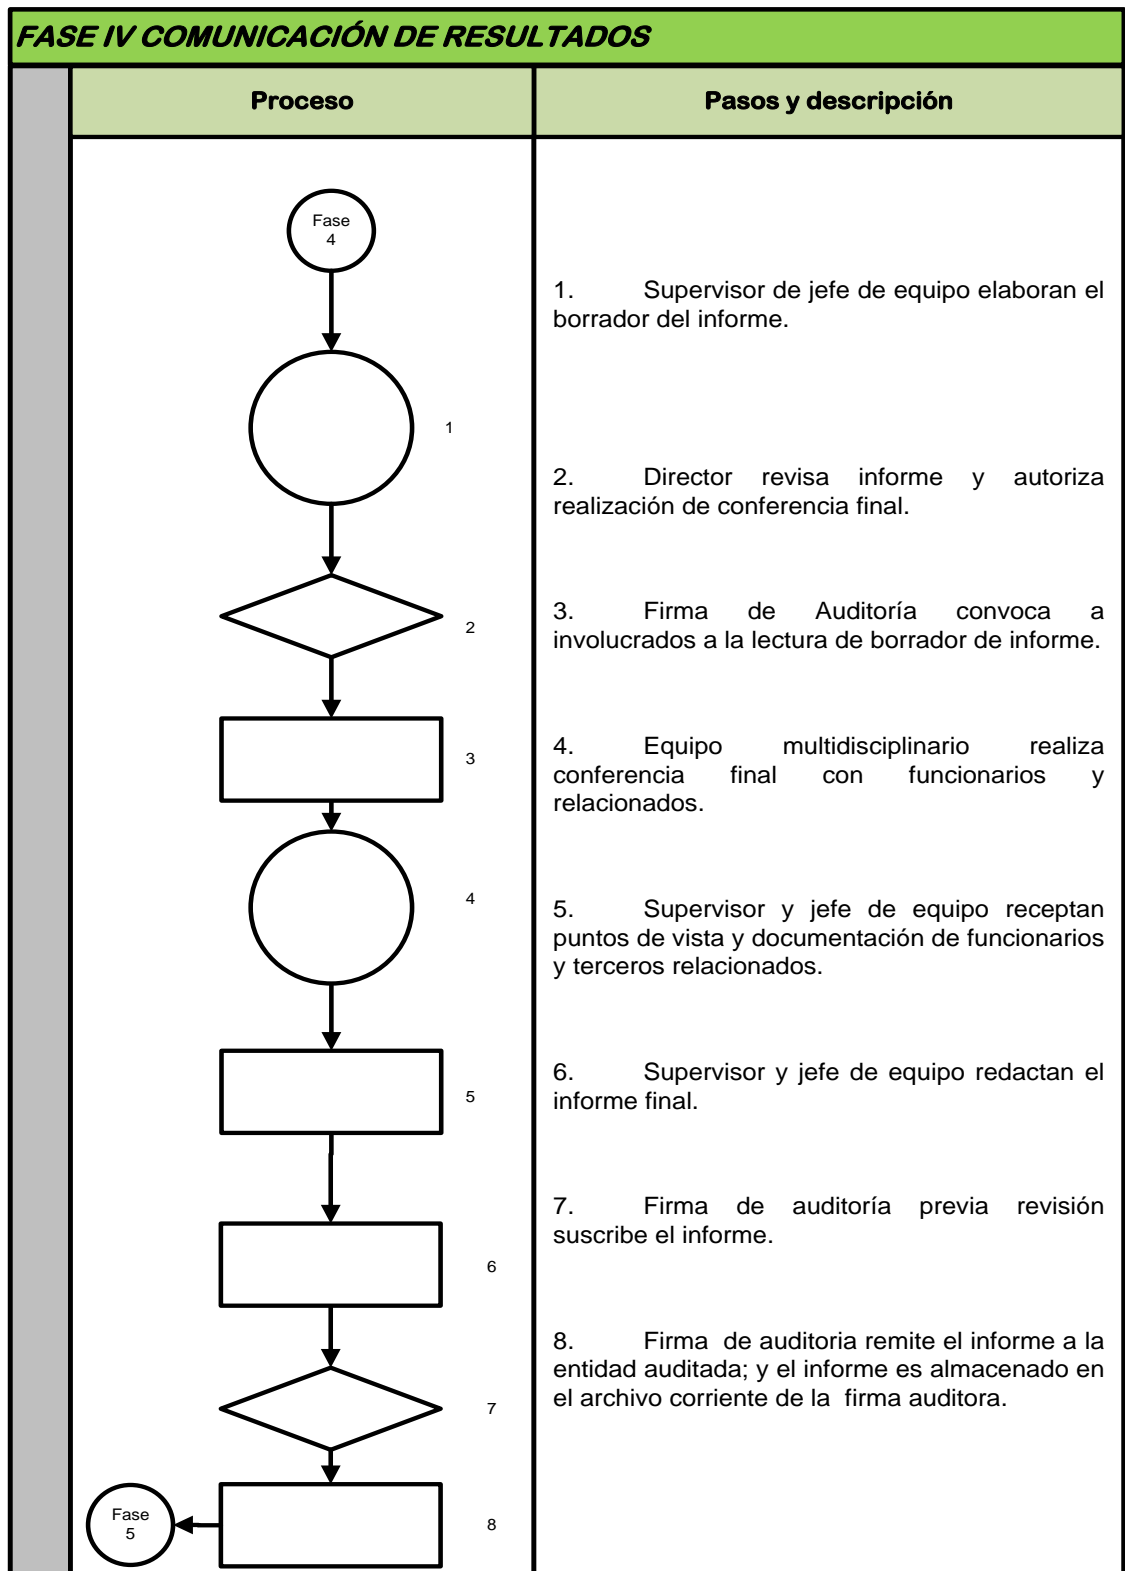 FASE IV COMUNICACIÓN DE RESULTADOS
Proceso
Pasos y descripción
Fase
4
1
2
3
4
5
6
7
8
Fase
5
1. Supervisor de jefe de equipo elaboran el
borrador del informe.
2. Director revisa informe y autoriza
realización de conferencia final.
3. Firma de Auditoría convoca a
involucrados a la lectura de borrador de informe.
4. Equipo multidisciplinario realiza
conferencia final con funcionarios y
relacionados.
5. Supervisor y jefe de equipo receptan
puntos de vista y documentación de funcionarios
y terceros relacionados.
6. Supervisor y jefe de equipo redactan el
informe final.
7. Firma de auditoría previa revisión
suscribe el informe.
8. Firma de auditoria remite el informe a la
entidad auditada; y el informe es almacenado en
el archivo corriente de la firma auditora.